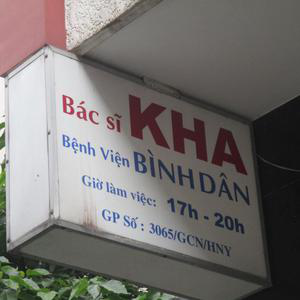 Bác sĩ KHA
Bệnh Viện BÌNH DÂN
Giờ làm việc: 17h - 20h
GP Số : 3065/GCN/HNY